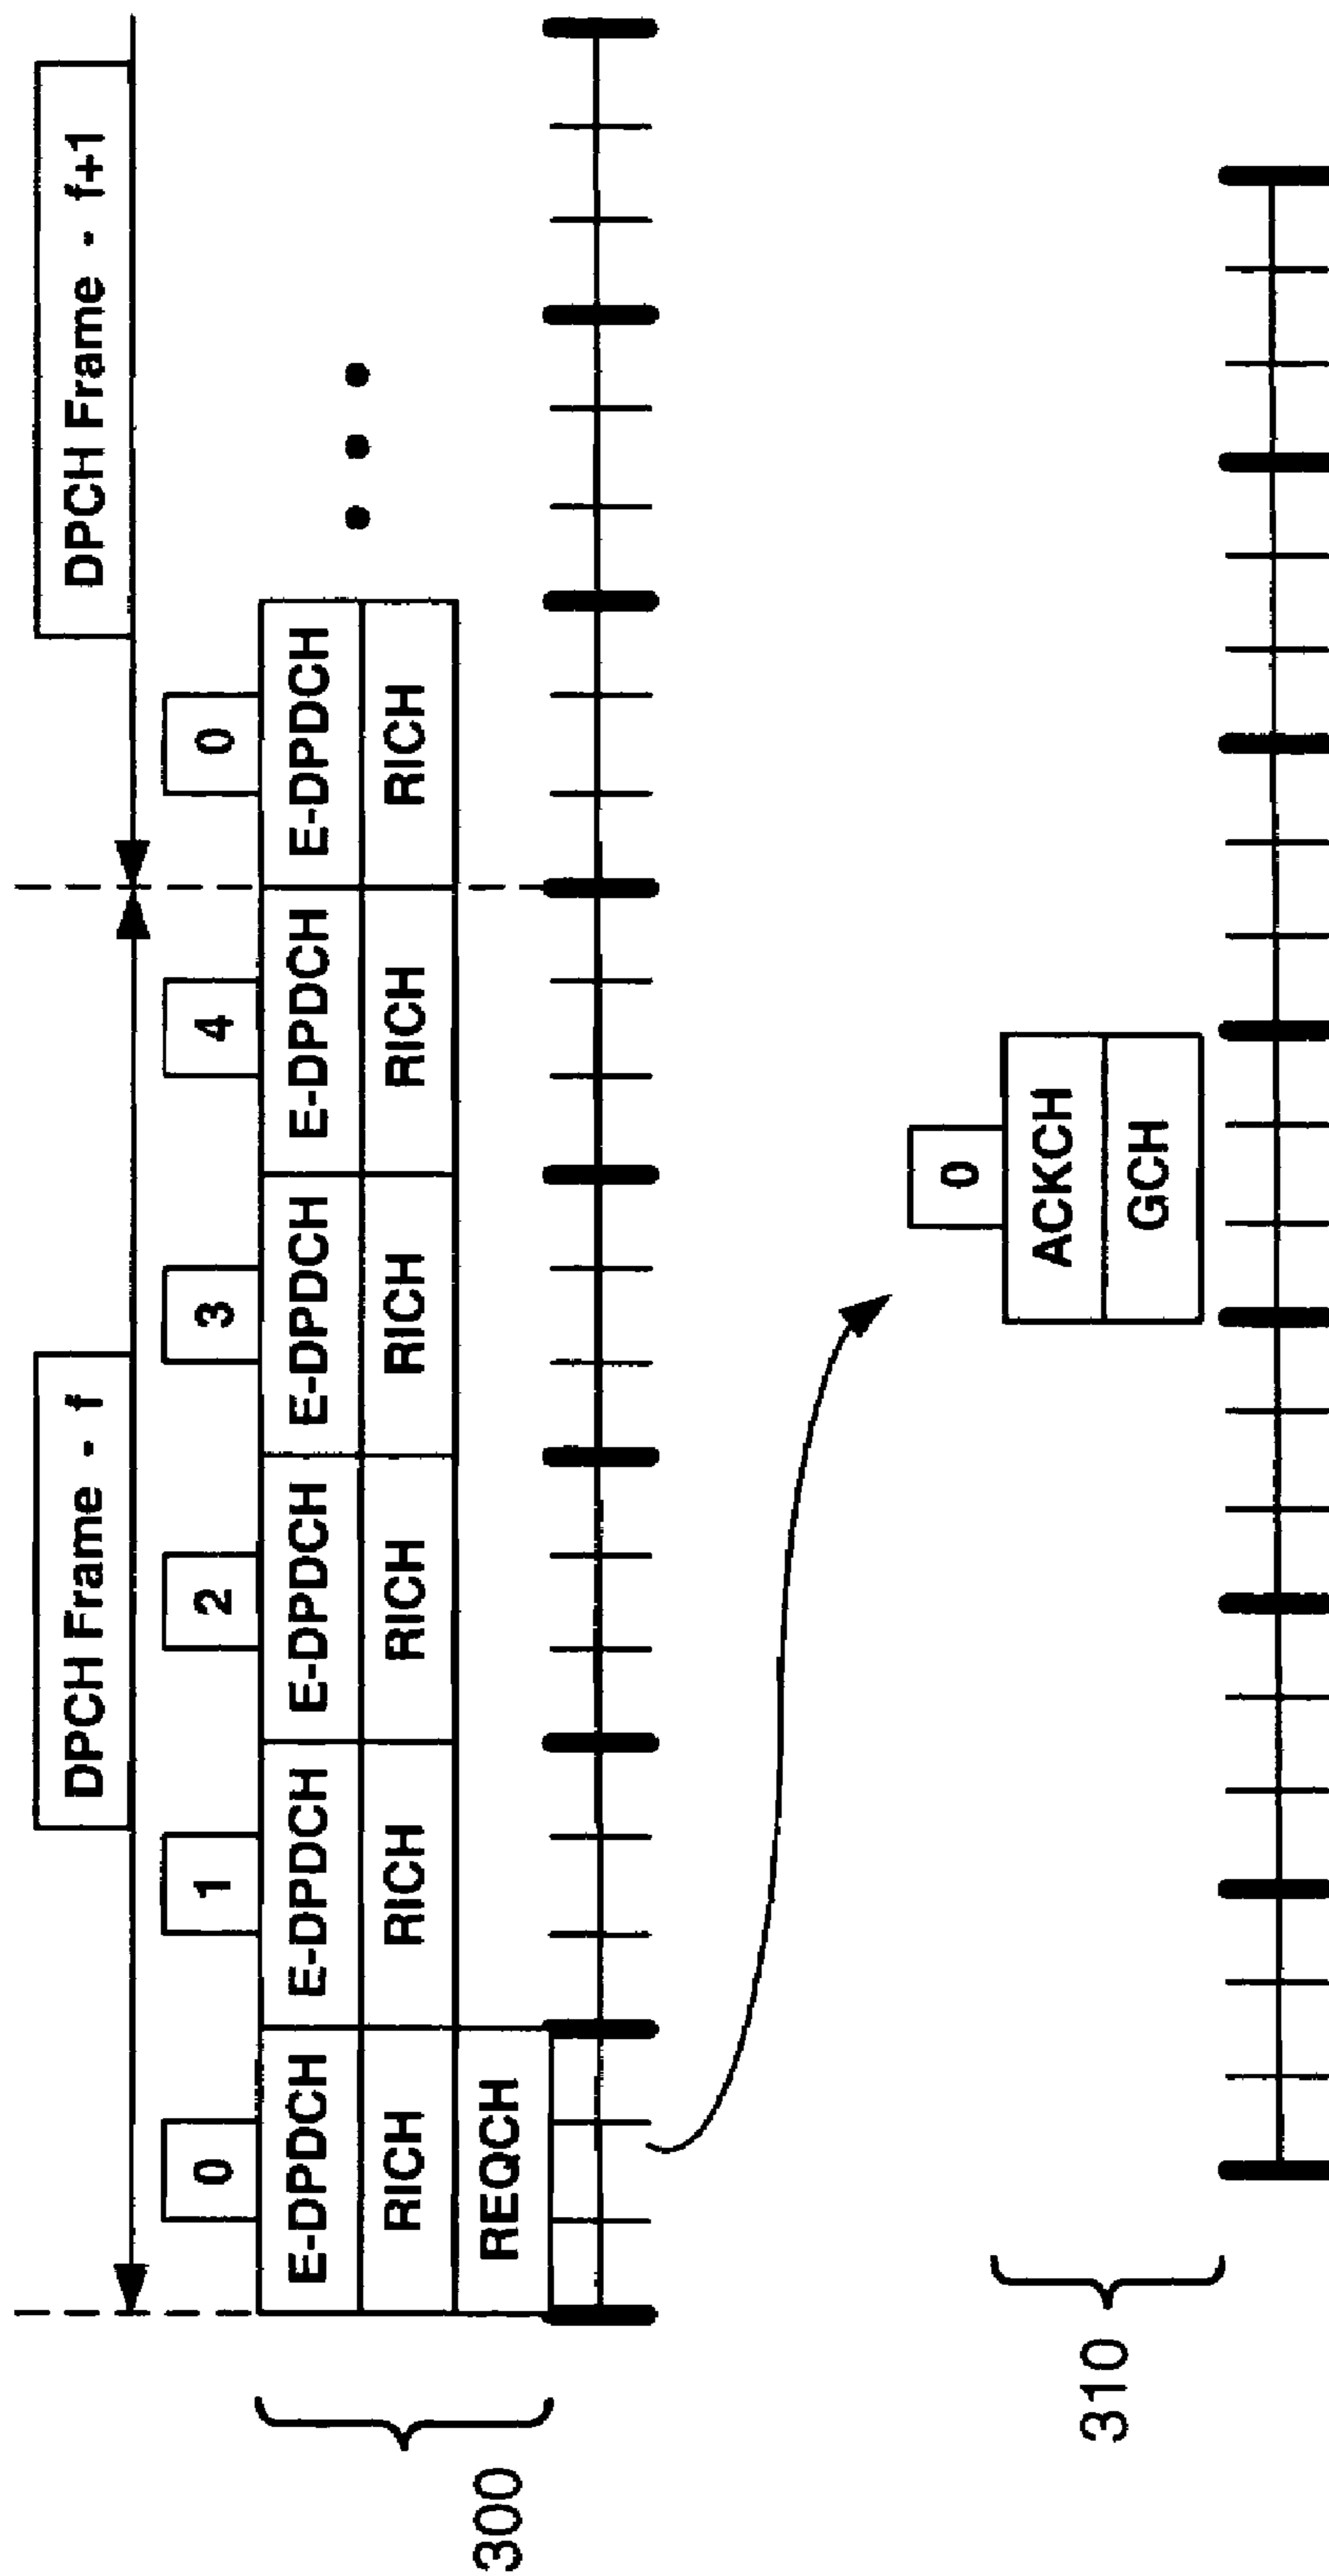 DPCH Frame - f
DPCH Frame - f+1
0
1
2
3
4
0
E-DPDCH
E-DPDCH
E-DPDCH
E-DPDCH
E-DPDCH
E-DPDCH
RICH
RICH
RICH
RICH
RICH
RICH
REQCH
300
0
ACKCH
GCH
310